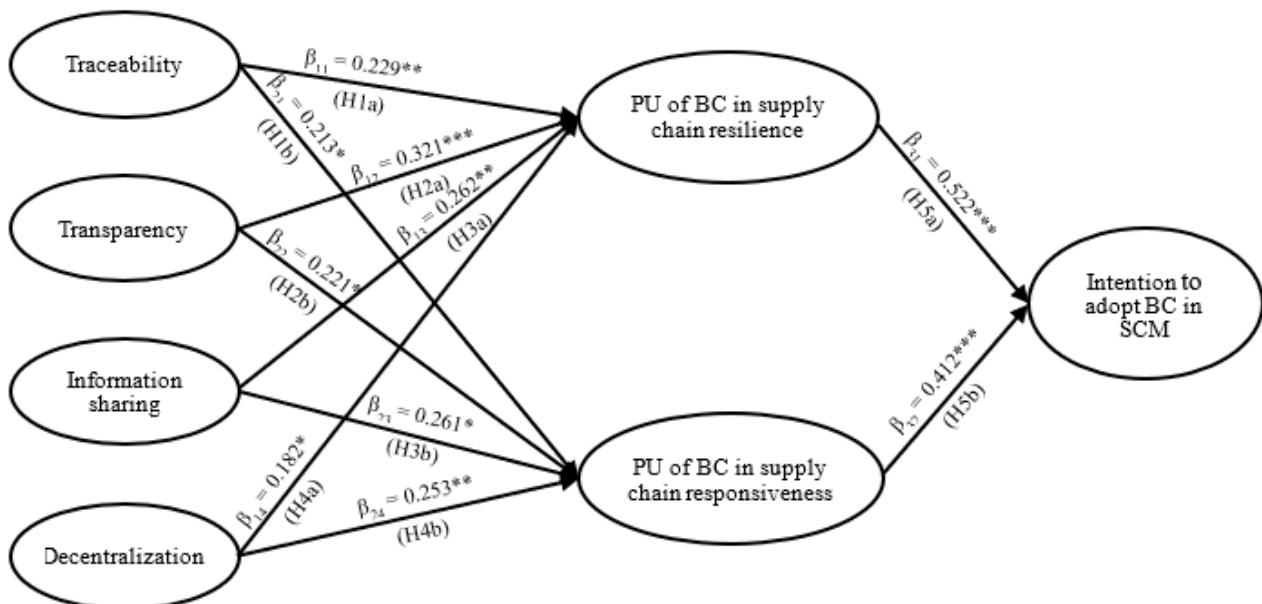 Traceability
β₁₁ = 0.229**
(H1a)
β₂₁ = 0.213*
(H1b)
PU of BC in supply
chain resilience
β₁₂ = 0.321***
(H2a)
Transparency
β₂₂ = 0.221*
(H2b)
β₁₃ = 0.262**
(H3a)
β₃₁ = 0.522***
(H5a)
Intention to
adopt BC in
SCM
Information
sharing
β₂₃ = 0.261*
(H3b)
β₃₂ = 0.412***
(H5b)
PU of BC in supply
chain responsiveness
Decentralization
β₁₄ = 0.182*
(H4a)
β₂₄ = 0.253**
(H4b)